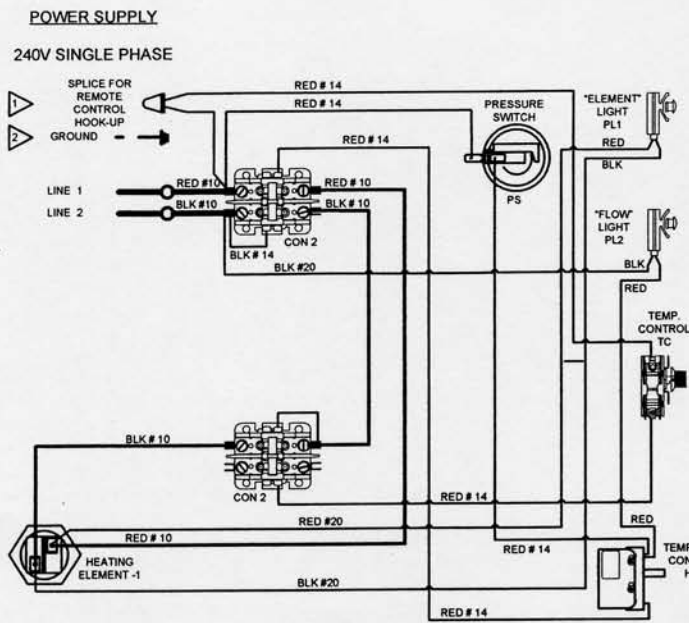 POWER SUPPLY
240V SINGLE PHASE
1
SPLICE FOR
REMOTE
CONTROL
HOOK-UP
2
GROUND
RED # 14
RED # 14
RED # 14
PRESSURE
SWITCH
PS
"ELEMENT"
LIGHT
PL1
RED
BLK
LINE 1
RED #10
RED # 10
LINE 2
BLK #10
BLK # 10
CON 2
BLK # 14
BLK #20
"FLOW"
LIGHT
PL2
BLK
RED
TEMP.
CONTROL
TC
BLK # 10
CON 2
RED # 14
RED #20
RED
RED # 10
RED # 14
HEATING
ELEMENT -1
BLK #20
RED # 14